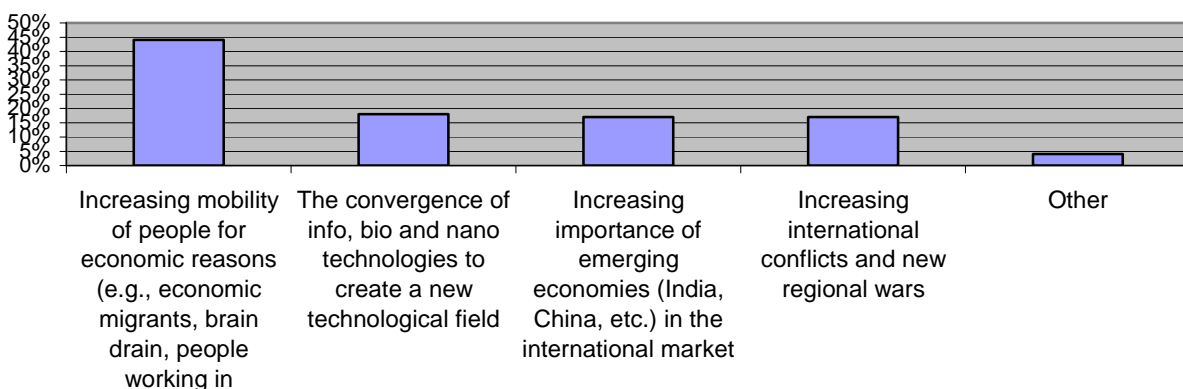 50%
45%
40%
35%
30%
25%
20%
15%
10%
5%
0%
Increasing mobility
of people for
economic reasons
(e.g., economic
migrants, brain
drain, people
working in
The convergence of
info, bio and nano
technologies to
create a new
technological field
Increasing
importance of
emerging
economies (India,
China, etc.) in the
international market
Increasing
international
conflicts and new
regional wars
Other